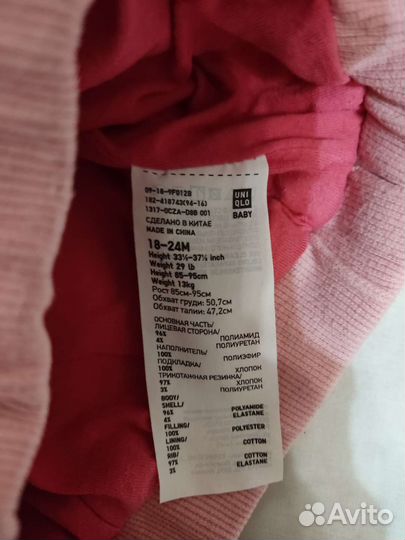 09-18-9F012B
182-418743(94-16)
1317-0CZA-D8B 001
UNI
QLO
BABY
СДЕЛАНО В КИТАЕ
MADE IN CHINA
18-24M
Height 33½-37½ inch
Weight 29 lb
Height 85-95cm
Weight 13kg
Рост 85см-95см
Обхват груди: 50,7см
Обхват талии: 47,2см
ОСНОВНАЯ ЧАСТЬ/
ЛИЦЕВАЯ СТОРОНА/
96% ПОЛИАМИД
4% ПОЛИУРЕТАН
НАПОЛНИТЕЛЬ/
100% ПОЛИЭФИР
ПОДКЛАДКА/
100% ХЛОПОК
ТРИКОТАЖНАЯ РЕЗИНКА/
97% ХЛОПОК
3% ПОЛИУРЕТАН
BODY/
SHELL/
96% POLYAMIDE
4% ELASTANE
FILLING/
100% POLYESTER
LINING/
100% COTTON
RIB/
97% COTTON
3% ELASTANE
Avito